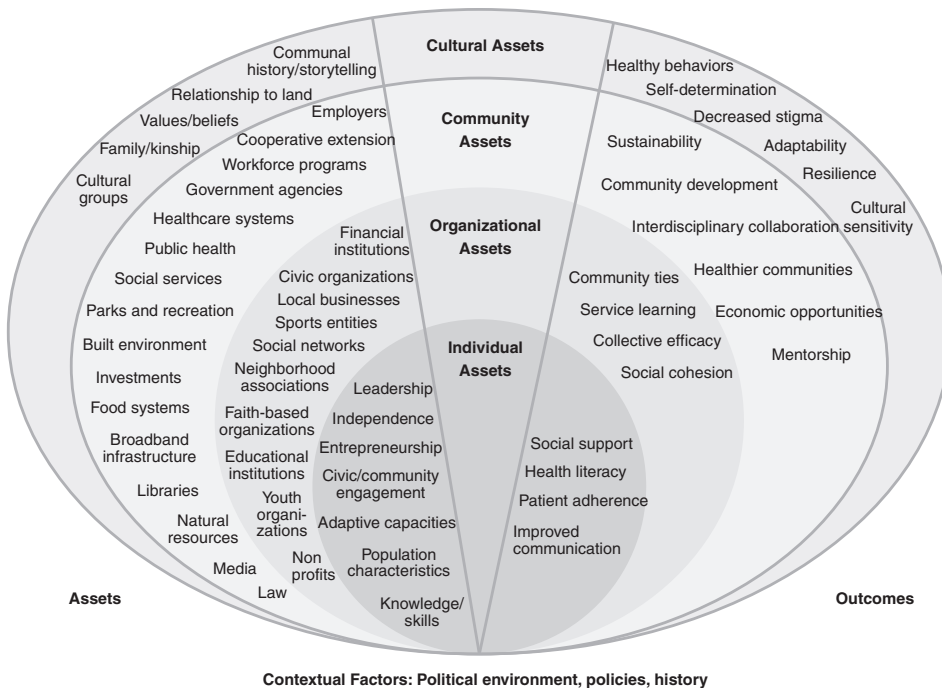 Cultural Assets
Community
Assets
Organizational
Assets
Individual
Assets
Communal
history/storytelling
Relationship to land
Values/beliefs
Family/kinship
Cultural
groups
Employers
Cooperative extension
Workforce programs
Government agencies
Healthcare systems
Public health
Social services
Parks and recreation
Built environment
Investments
Food systems
Broadband
infrastructure
Libraries
Natural
resources
Media
Law
Financial
institutions
Civic organizations
Local businesses
Sports entities
Social networks
Neighborhood
associations
Faith-based
organizations
Educational
institutions
Youth
organi-
zations
Non
profits
Leadership
Independence
Entrepreneurship
Civic/community
engagement
Adaptive capacities
Population
characteristics
Knowledge/
skills
Healthy behaviors
Self-determination
Decreased stigma
Adaptability
Resilience
Cultural
sensitivity
Sustainability
Community development
Interdisciplinary collaboration
Healthier communities
Economic opportunities
Mentorship
Community ties
Service learning
Collective efficacy
Social cohesion
Social support
Health literacy
Patient adherence
Improved
communication
Assets
Outcomes
Contextual Factors: Political environment, policies, history